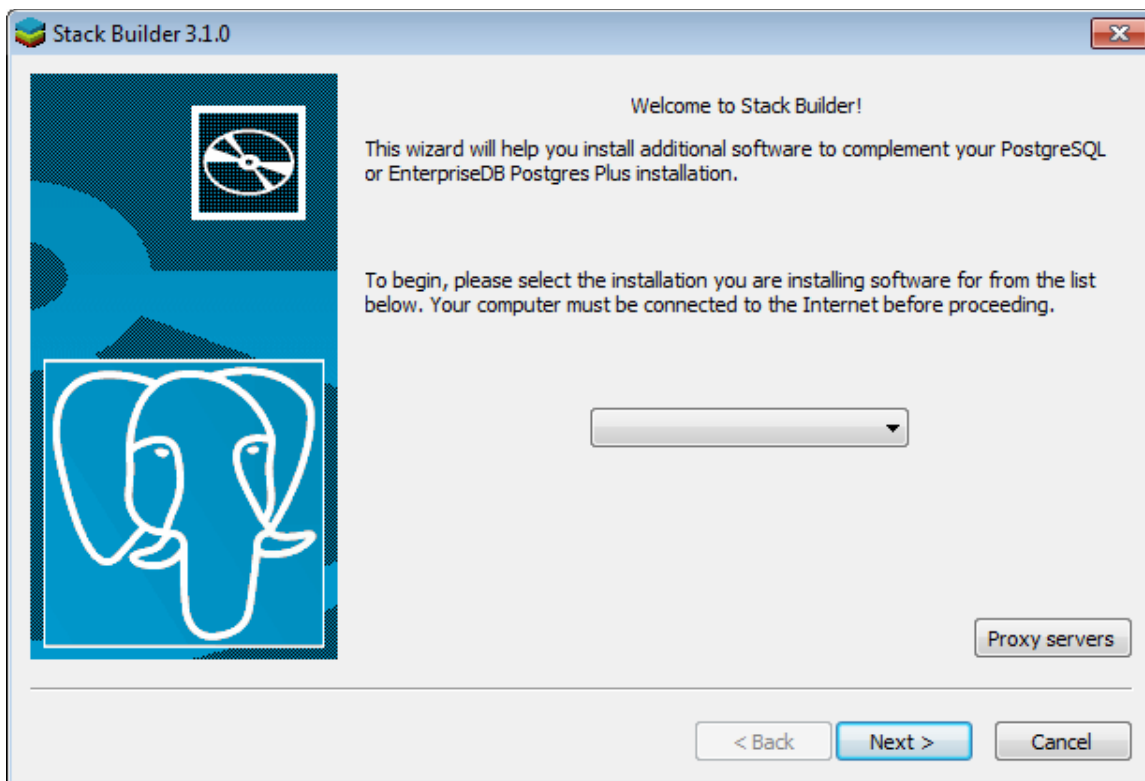 Stack Builder 3.1.0
Welcome to Stack Builder!
This wizard will help you install additional software to complement your PostgreSQL
or EnterpriseDB Postgres Plus installation.
To begin, please select the installation you are installing software for from the list
below. Your computer must be connected to the Internet before proceeding.
Proxy servers
< Back
Next >
Cancel